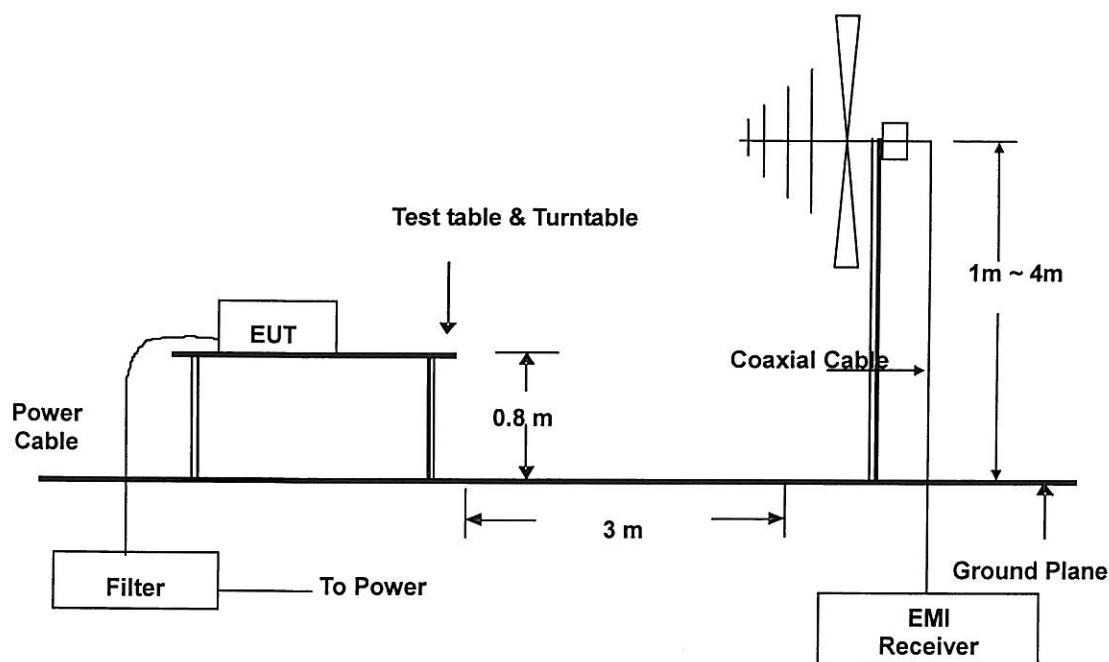 Test table & Turntable
1m ~ 4m
EUT
Coaxial Cable
0.8 m
Power
Cable
3 m
Ground Plane
Filter
To Power
EMI
Receiver